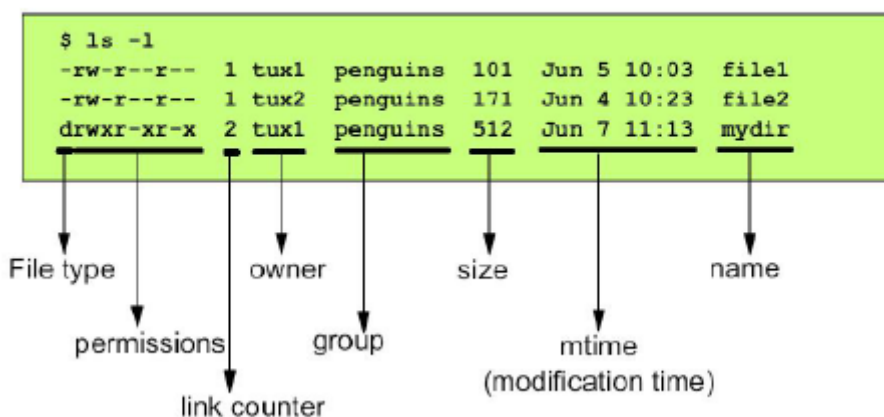 $ ls -l
-rw-r--r-- 1 tux1 penguins 101 Jun 5 10:03 file1
-rw-r--r-- 1 tux2 penguins 171 Jun 4 10:23 file2
drwxr-xr-x 2 tux1 penguins 512 Jun 7 11:13 mydir
File type owner size name
permissions group mtime
(modification time)
link counter